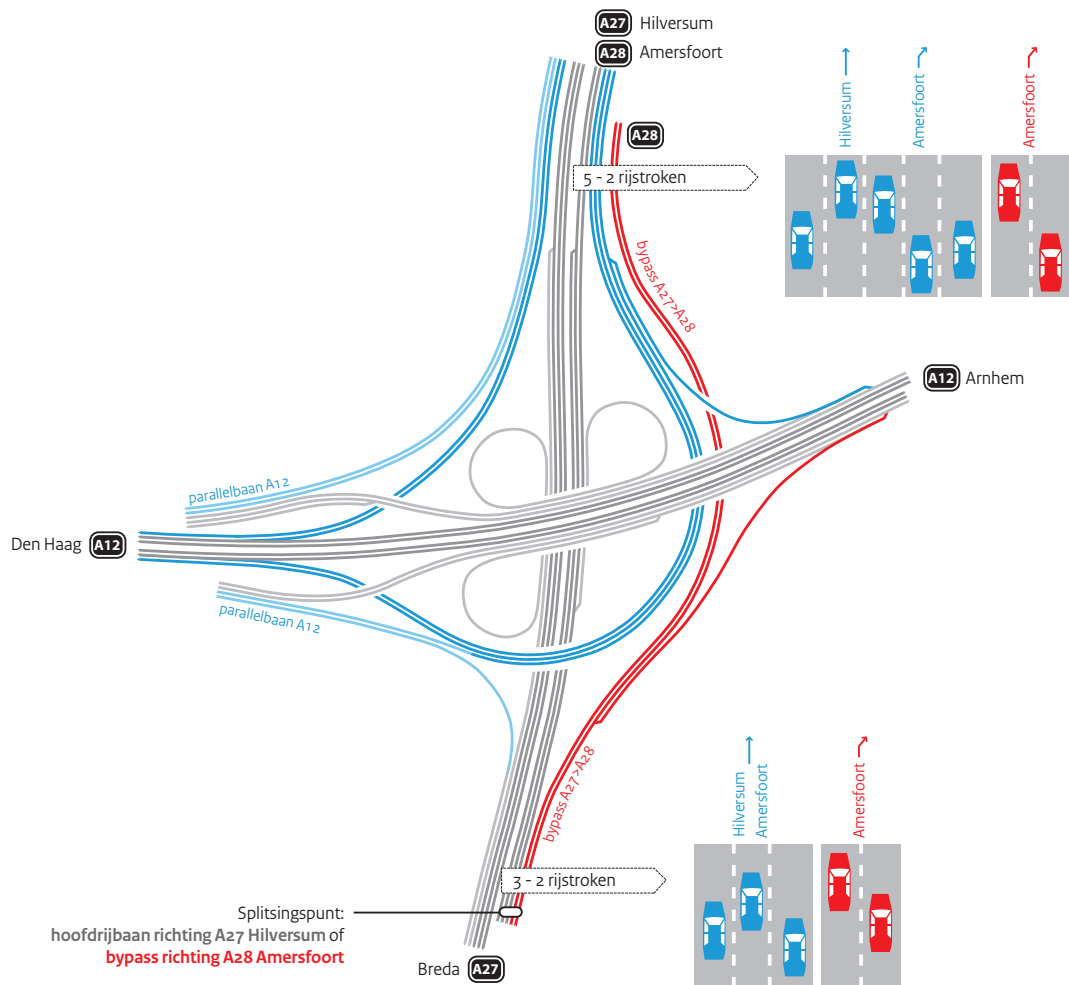 A27 Hilversum
A28 Amersfoort
A28
Hilversum
Amersfoort
Amersfoort
5 - 2 rijstroken
bypass A27>A28
A12 Arnhem
parallelbaan A12
Den Haag A12
parallelbaan A12
bypass A27>A28
Hilversum
Amersfoort
Amersfoort
3 - 2 rijstroken
Splitsingspunt:
hoofdrijbaan richting A27 Hilversum of
bypass richting A28 Amersfoort
Breda A27